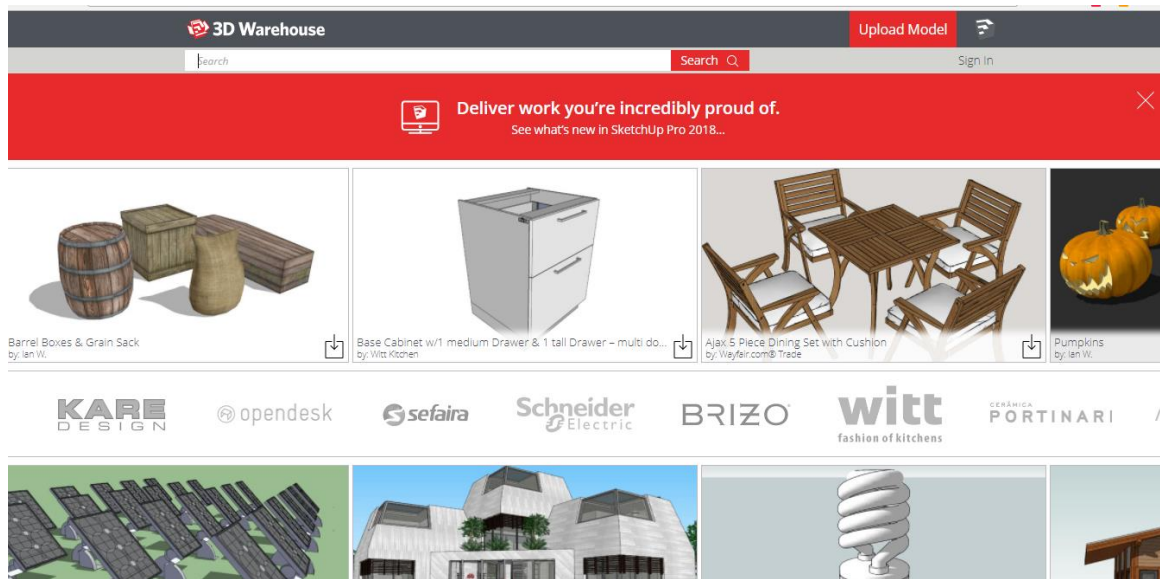 3D Warehouse
Upload Model
Search
Search
Sign In
Deliver work you're incredibly proud of.
See what's new in SketchUp Pro 2018...
Barrel Boxes & Grain Sack
by: Ian W.
Base Cabinet w/1 medium Drawer & 1 tall Drawer – multi do...
by: Witt Kitchen
Ajax 5 Piece Dining Set with Cushion
by: Wayfair.com® Trade
Pumpkins
by: Ian W.
KARE
DESIGN
opendesk
sefaira
Schneider
Electric
BRIZO
witt
fashion of kitchens
CERÂMICA
PORTINARI